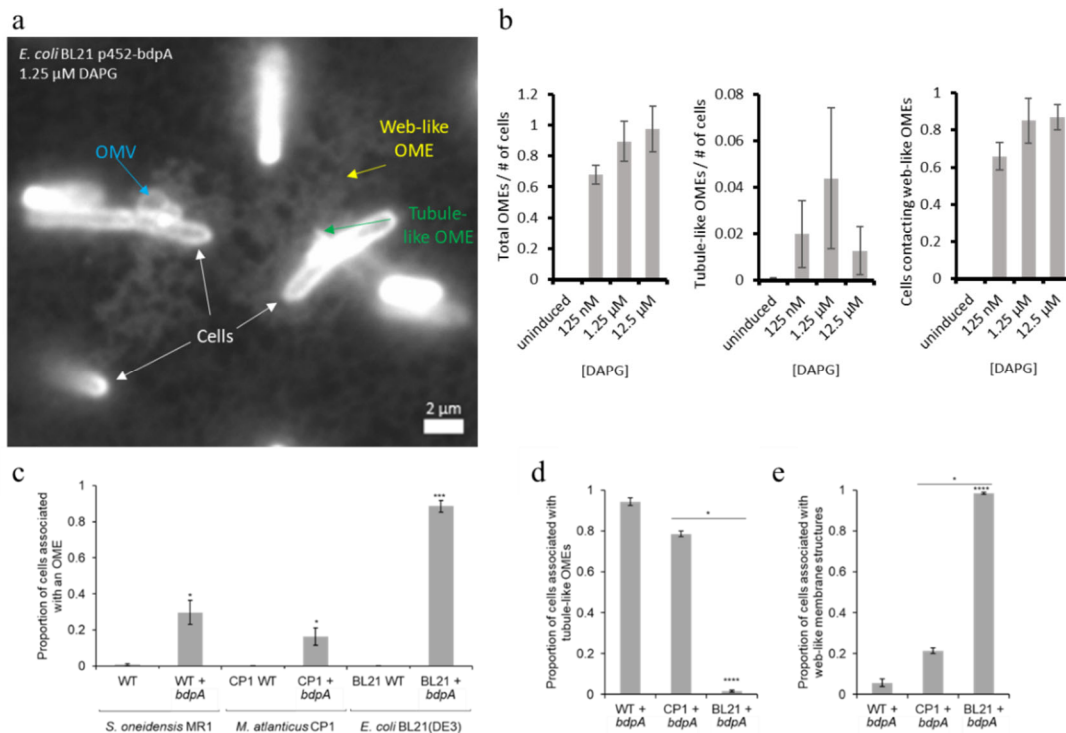 a
E. coli BL21 p452-bdpA
1.25 µM DAPG
OMV
Web-like
OME
Tubule-
like OME
Cells
2 µm
b
Total OMEs / # of cells
1.2
1
0.8
0.6
0.4
0.2
0
uninduced
125 nM
1.25 µM
12.5 µM
[DAPG]
Tubule-like OMEs / # of cells
0.08
0.06
0.04
0.02
0
uninduced
125 nM
1.25 µM
12.5 µM
[DAPG]
Cells contacting web-like OMEs
1
0.8
0.6
0.4
0.2
0
uninduced
125 nM
1.25 µM
12.5 µM
[DAPG]
c
Proportion of cells associated
with an OME
1
0.8
0.6
0.4
0.2
0
*
*
***
WT
WT +
bdpA
CP1 WT
CP1 +
bdpA
BL21 WT
BL21 +
bdpA
S. oneidensis MR1
M. atlanticus CP1
E. coli BL21(DE3)
d
Proportion of cells associated with
tubule-like OMEs
1
0.8
0.6
0.4
0.2
0
*
****
WT +
bdpA
CP1 +
bdpA
BL21 +
bdpA
e
Proportion of cells associated with
web-like membrane structures
1
0.8
0.6
0.4
0.2
0
*
****
WT +
bdpA
CP1 +
bdpA
BL21 +
bdpA